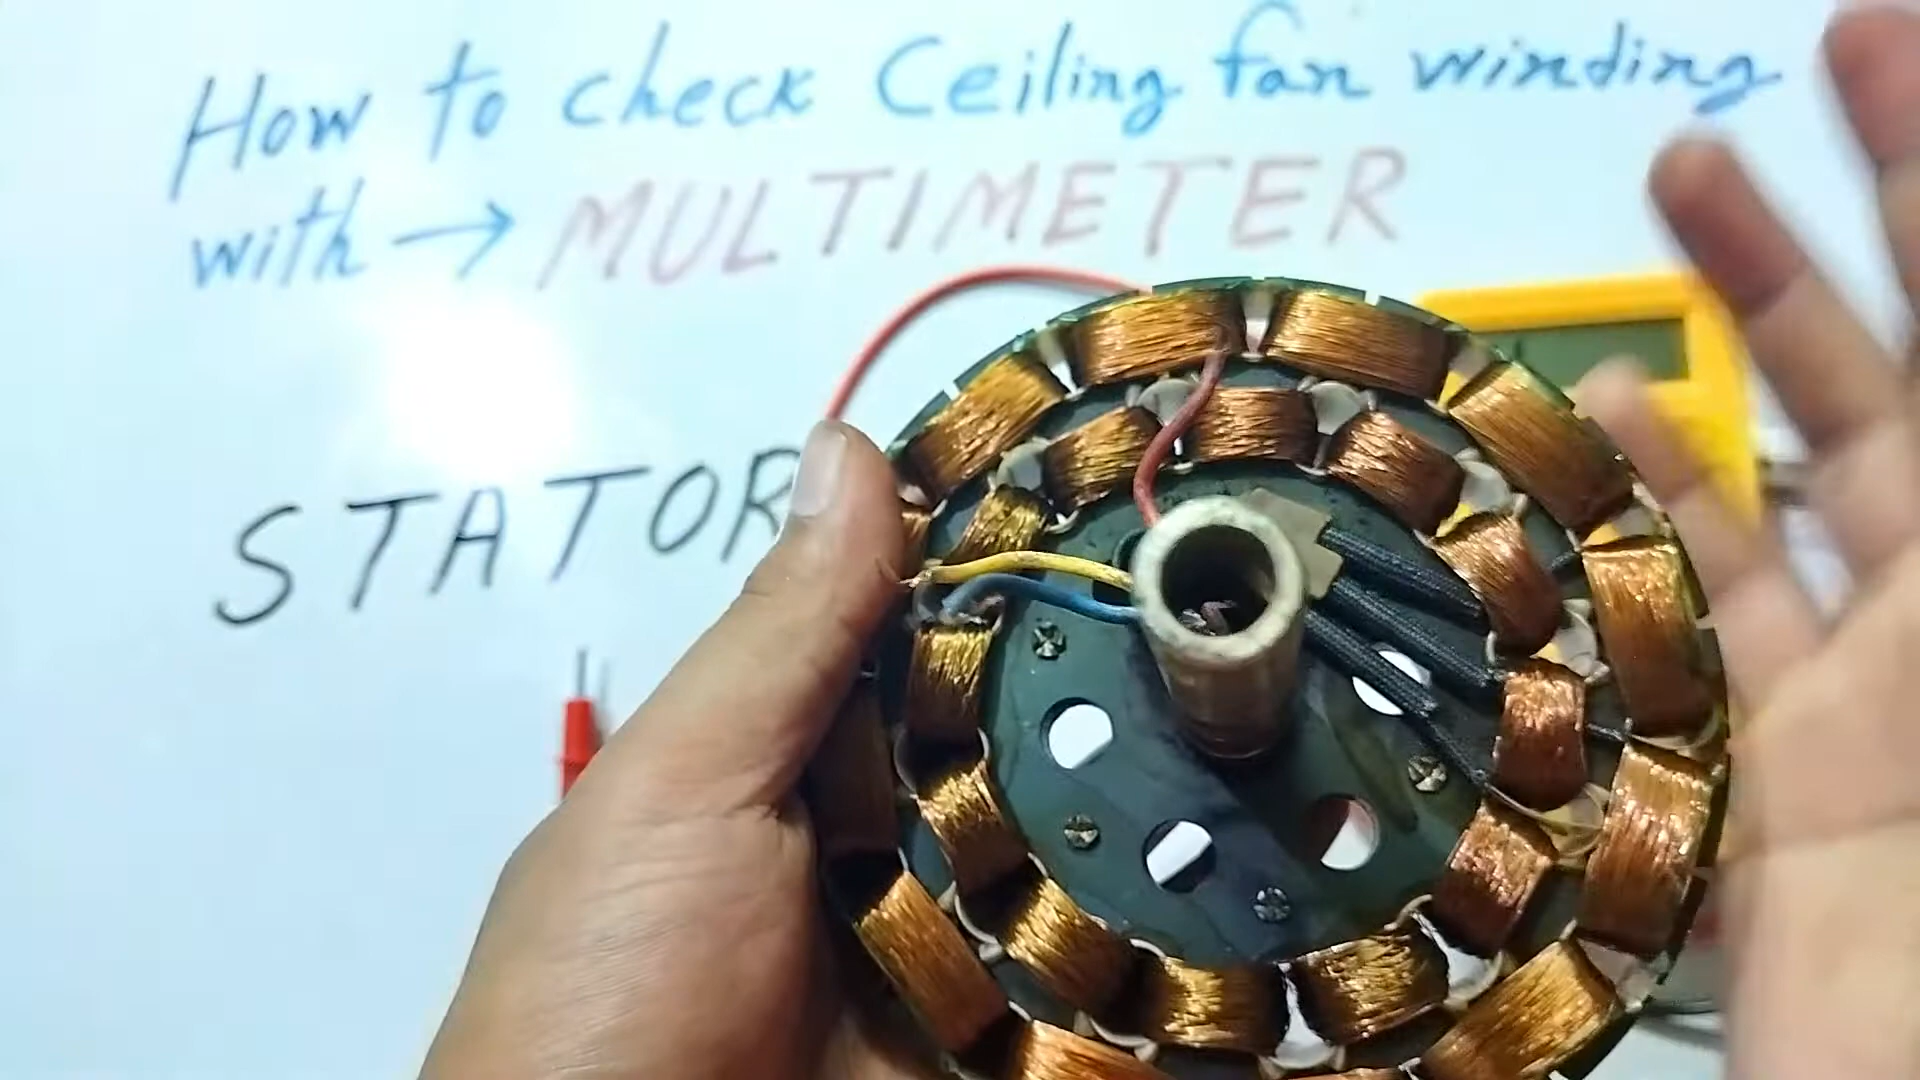 How to check Ceiling fan winding
with → MULTIMETER
STATOR